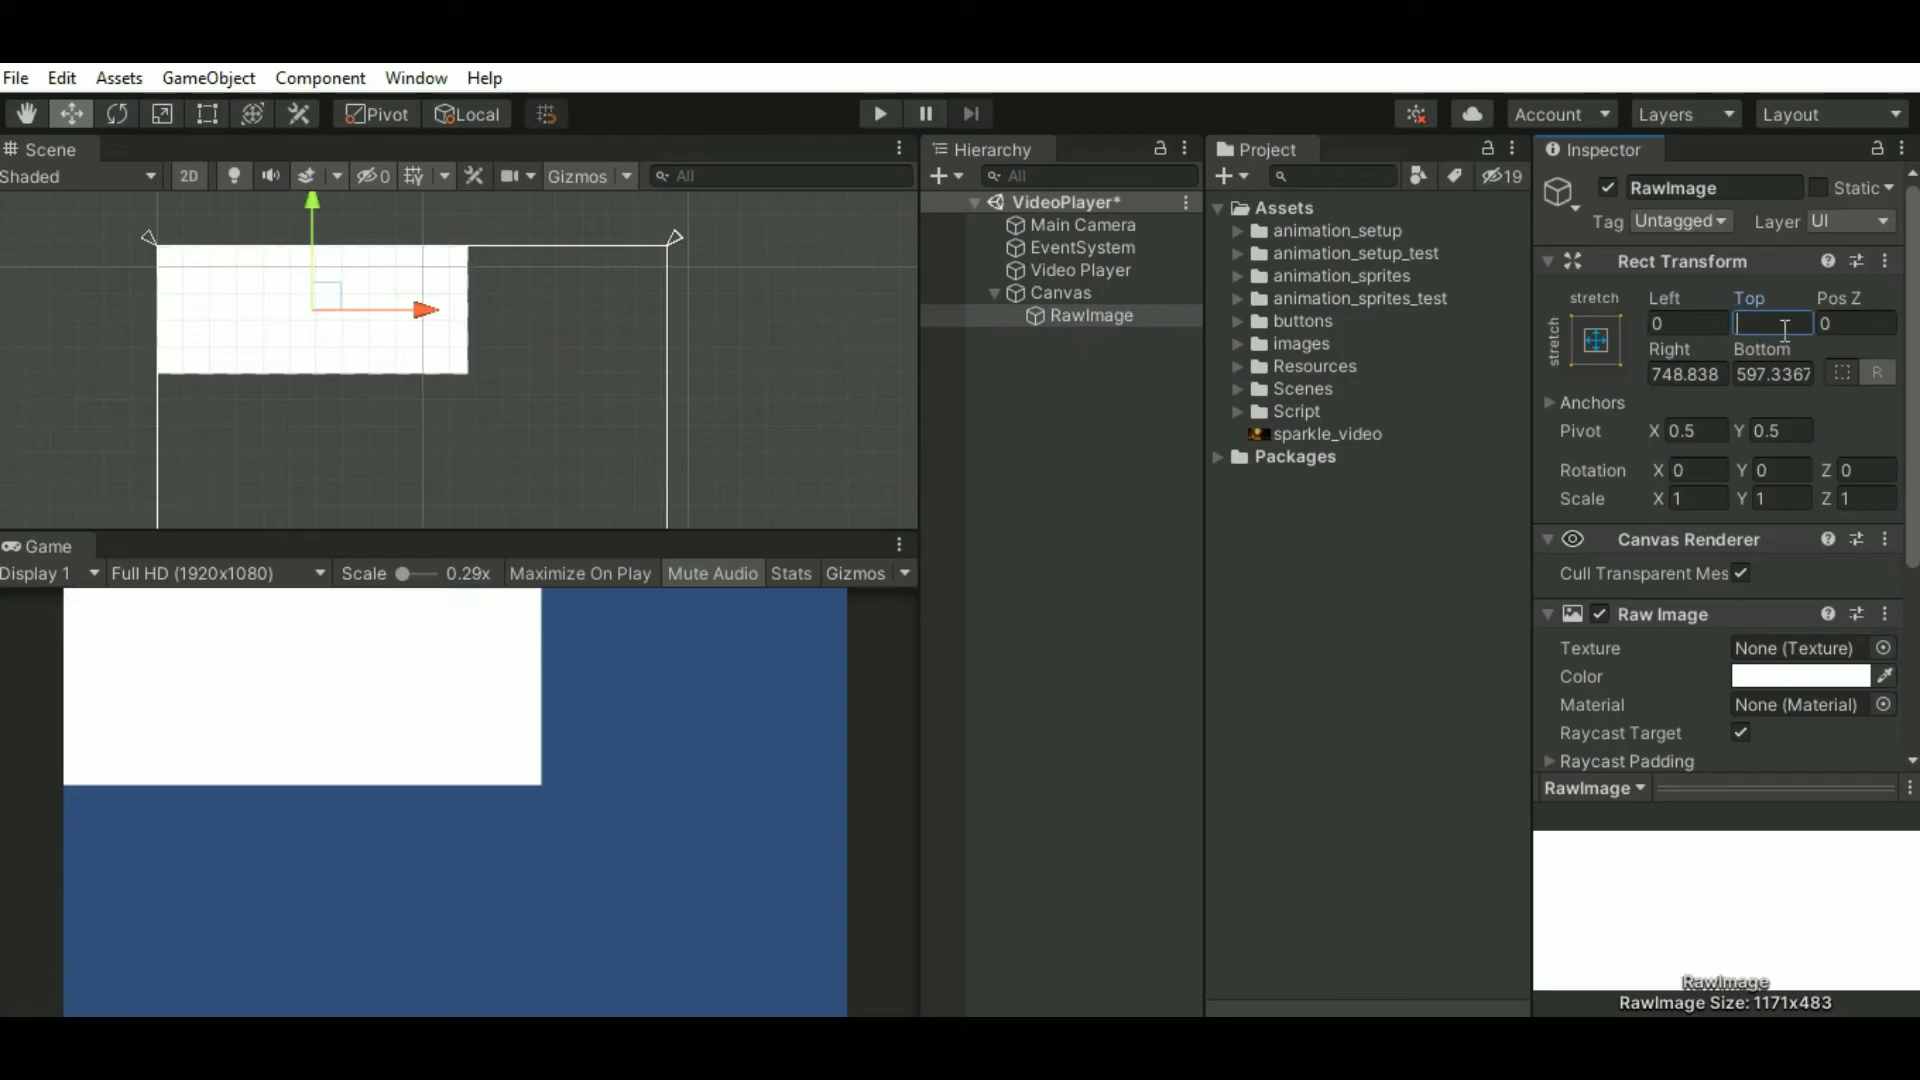 File Edit Assets GameObject Component Window Help
Pivot Local Account Layers Layout
Scene
Shaded 2D 0 Gizmos All
Game
Display 1 Full HD (1920x1080) Scale 0.29x Maximize On Play Mute Audio Stats Gizmos
Hierarchy
All
VideoPlayer*
Main Camera
EventSystem
Video Player
Canvas
RawImage
Project
19
Assets
animation_setup
animation_setup_test
animation_sprites
animation_sprites_test
buttons
images
Resources
Scenes
Script
sparkle_video
Packages
Inspector
RawImage Static
Tag Untagged Layer UI
Rect Transform
stretch Left Top Pos Z
stretch 0 0
Right Bottom
748.838 597.3367 R
Anchors
Pivot X 0.5 Y 0.5
Rotation X 0 Y 0 Z 0
Scale X 1 Y 1 Z 1
Canvas Renderer
Cull Transparent Mes
Raw Image
Texture None (Texture)
Color
Material None (Material)
Raycast Target
Raycast Padding
RawImage
RawImage
RawImage Size: 1171x483